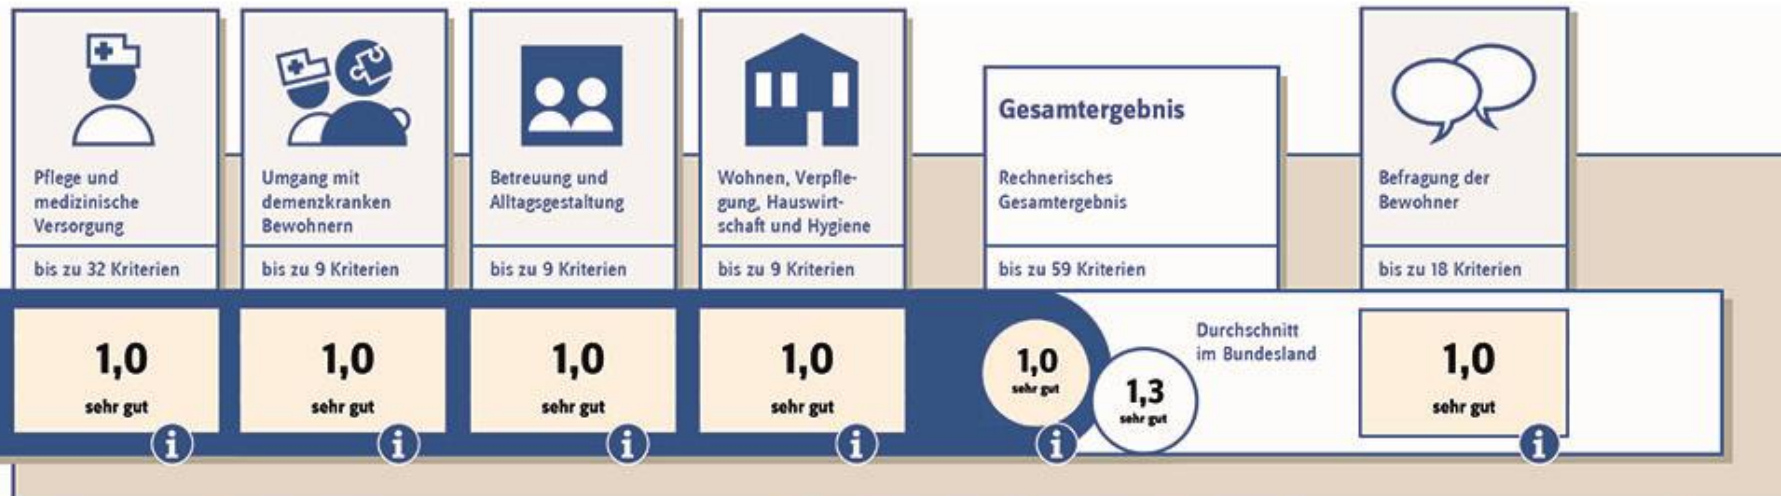 Pflege und
medizinische
Versorgung
bis zu 32 Kriterien
1,0
sehr gut
Umgang mit
demenzkranken
Bewohnern
bis zu 9 Kriterien
1,0
sehr gut
Betreuung und
Alltagsgestaltung
bis zu 9 Kriterien
1,0
sehr gut
Wohnen, Verpfle-
gung, Hauswirt-
schaft und Hygiene
bis zu 9 Kriterien
1,0
sehr gut
Gesamtergebnis
Rechnerisches
Gesamtergebnis
bis zu 59 Kriterien
1,0
sehr gut
1,3
sehr gut
Durchschnitt
im Bundesland
Befragung der
Bewohner
bis zu 18 Kriterien
1,0
sehr gut
i
i
i
i
i
i